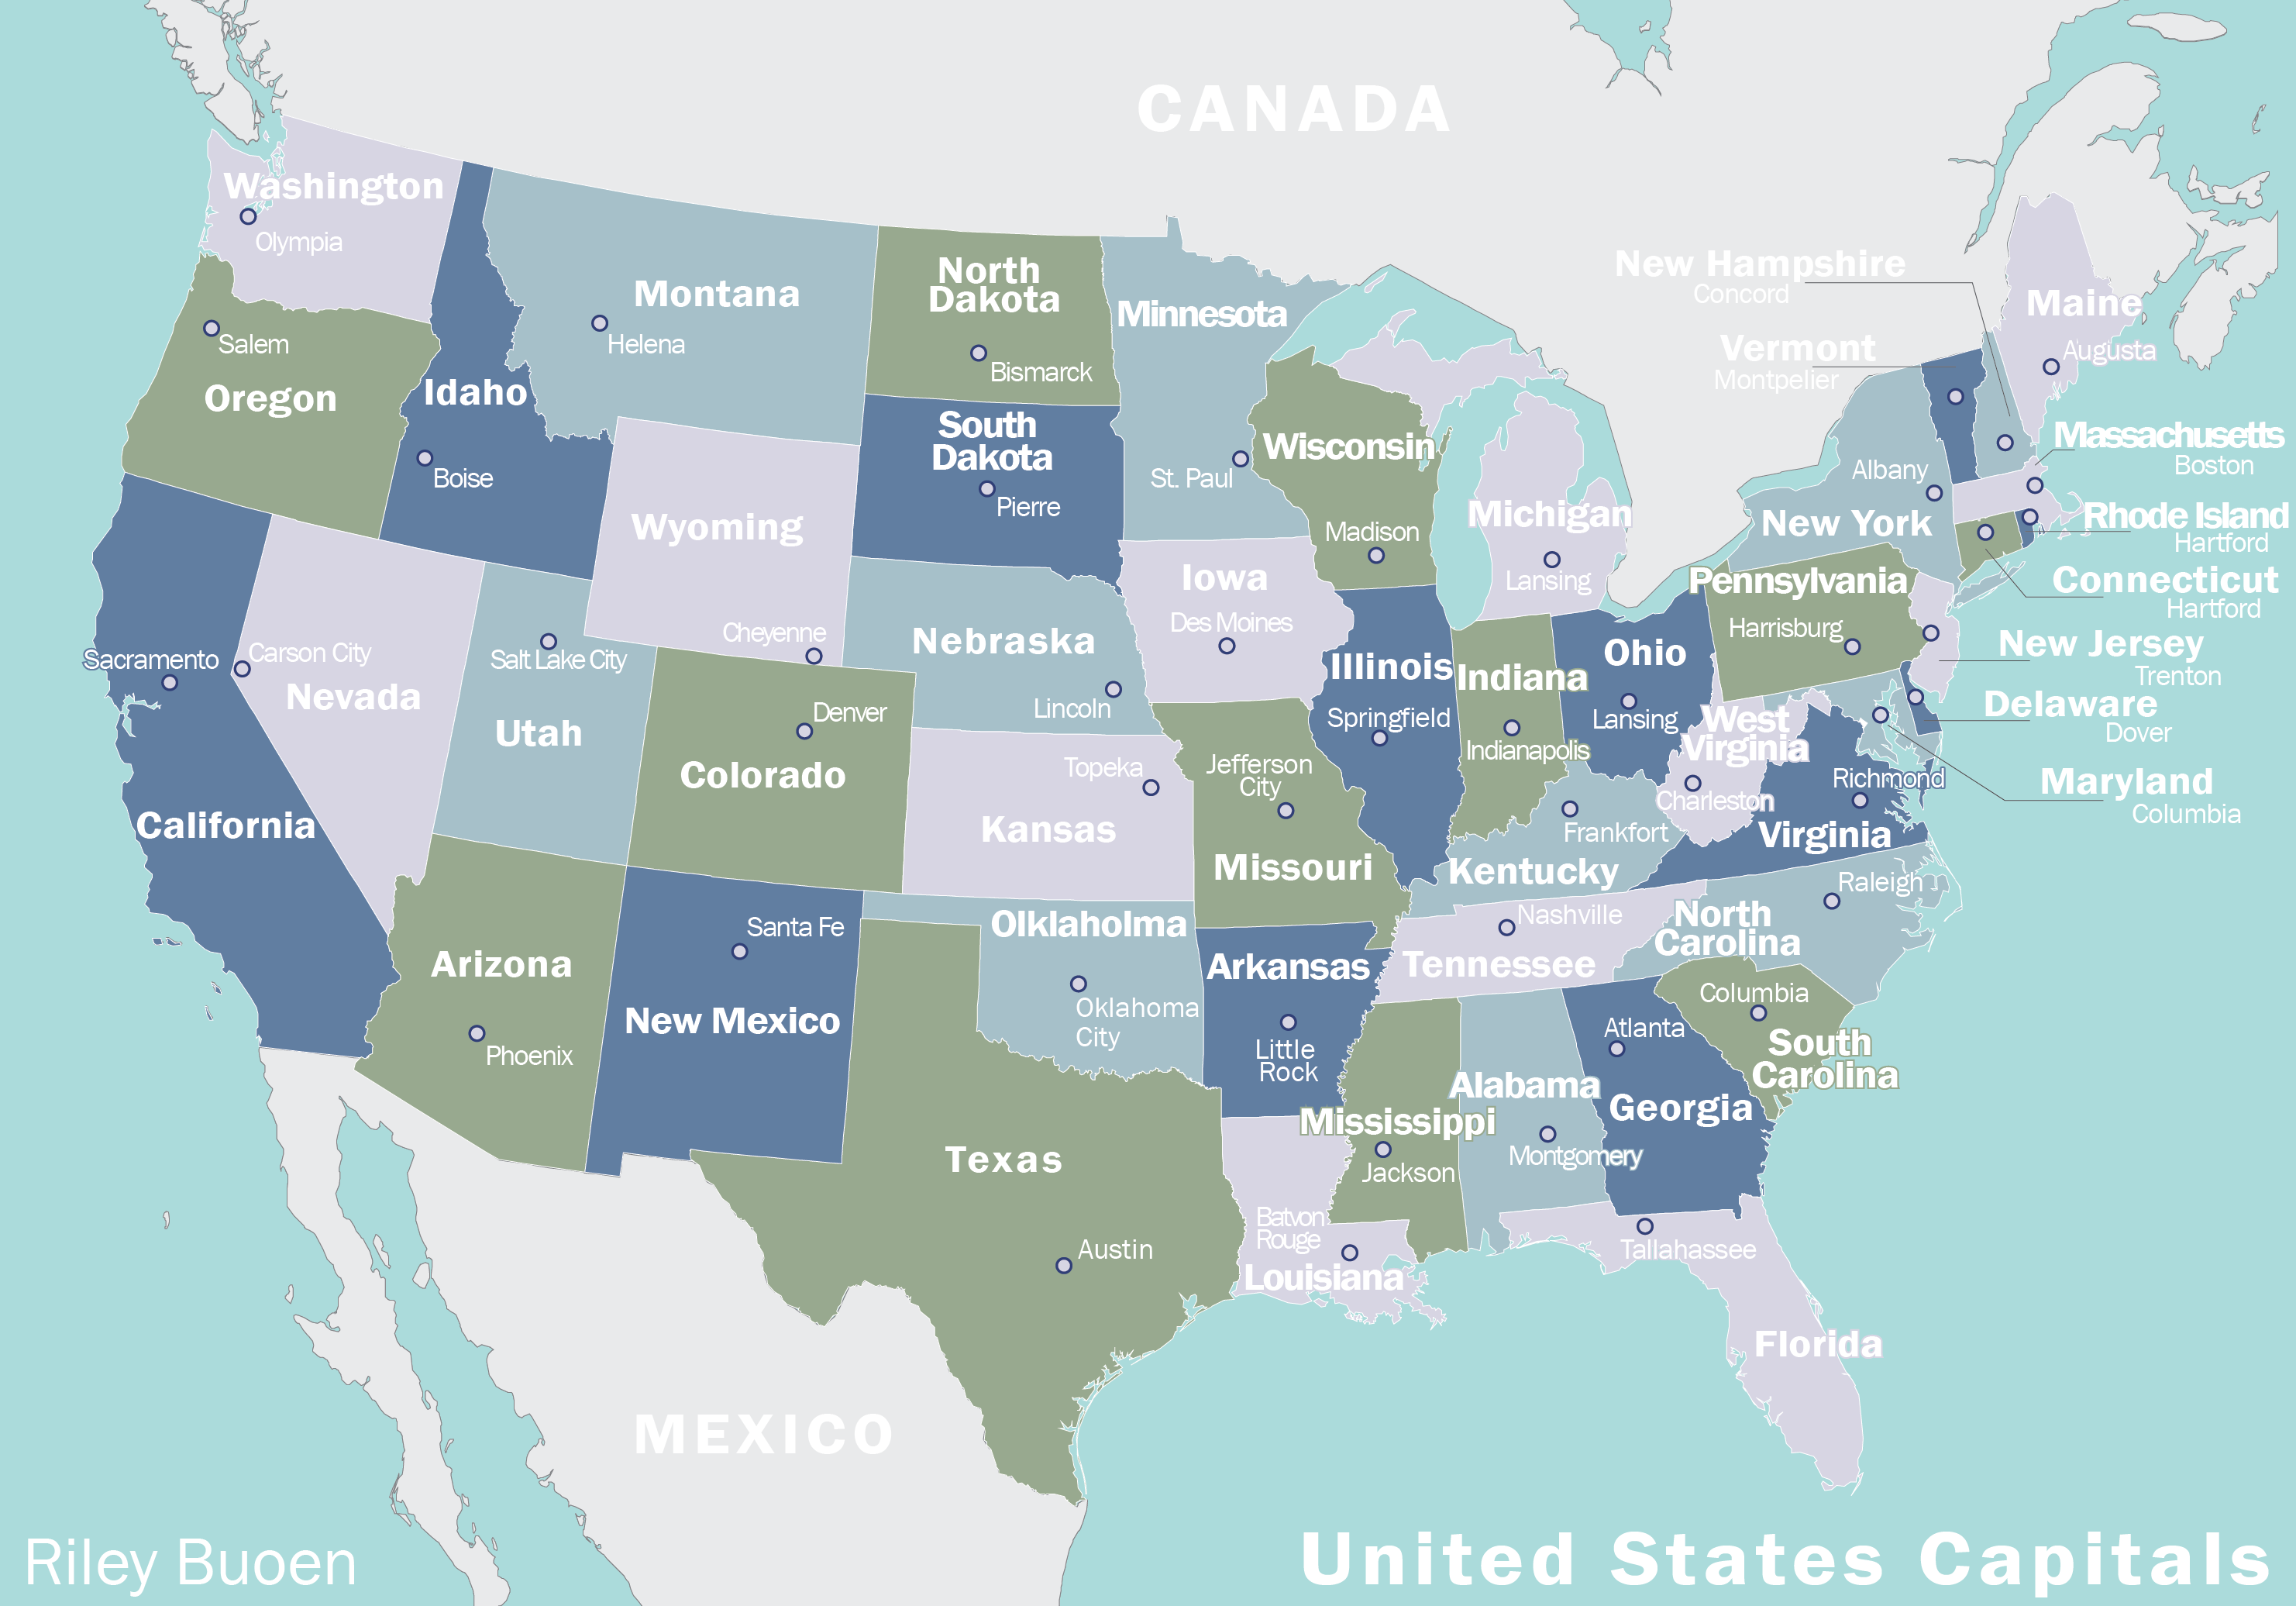 CANADA
Washington
Olympia
Montana
Helena
North
Dakota
Bismarck
Minnesota
St. Paul
New Hampshire
Concord
Vermont
Montpelier
Maine
Augusta
Salem
Oregon
Idaho
Boise
South
Dakota
Pierre
Wisconsin
Madison
Michigan
Lansing
Albany
New York
Massachusetts
Boston
Rhode Island
Hartford
Connecticut
Hartford
Wyoming
Cheyenne
Iowa
Des Moines
Pennsylvania
Harrisburg
New Jersey
Trenton
Delaware
Dover
Maryland
Columbia
Sacramento
California
Carson City
Nevada
Salt Lake City
Utah
Denver
Colorado
Nebraska
Lincoln
Topeka
Kansas
Jefferson
City
Missouri
Illinois
Springfield
Indiana
Indianapolis
Ohio
Lansing
West
Virginia
Charleston
Richmond
Virginia
Frankfort
Kentucky
Nashville
Tennessee
Raleigh
North
Carolina
Arizona
Phoenix
Santa Fe
New Mexico
Olklaholma
Oklahoma
City
Arkansas
Little
Rock
Columbia
South
Carolina
Atlanta
Georgia
Alabama
Montgomery
Mississippi
Jackson
Texas
Austin
Batvon
Rouge
Louisiana
Tallahassee
Florida
MEXICO
Riley Buoen
United States Capitals